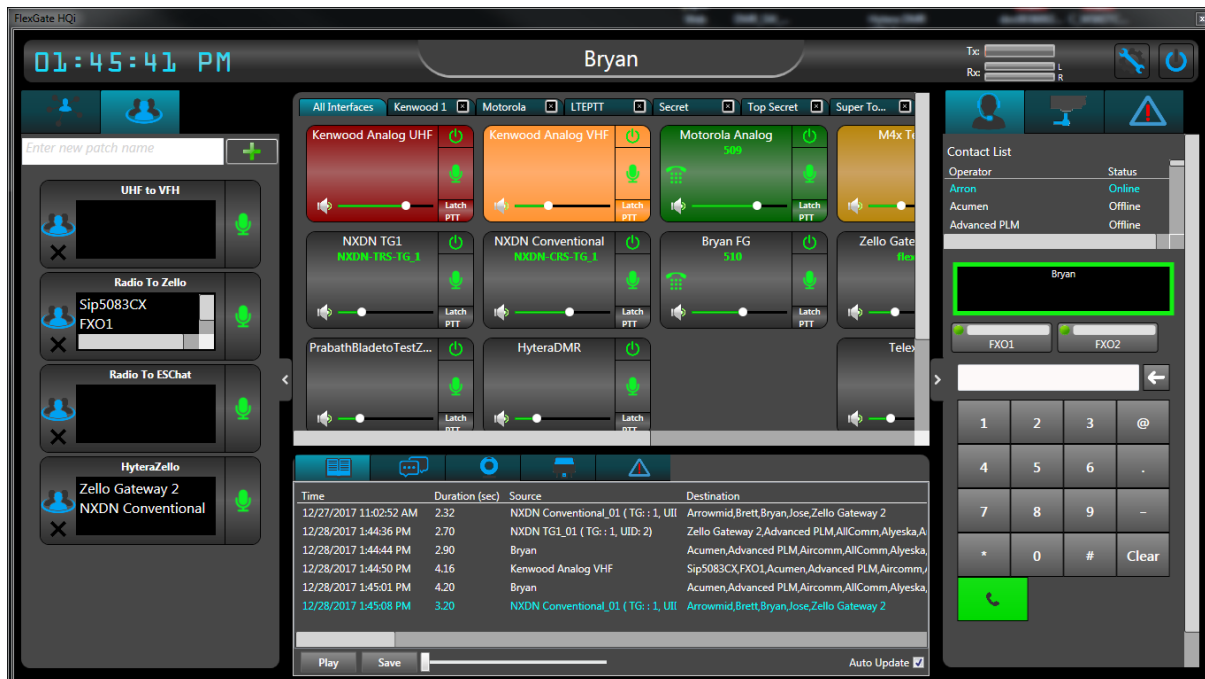 FlexGate HQi
01:45:41 PM
Bryan
Tx:
Rx:
L
R
Enter new patch name
UHF to VFH
Radio To Zello
Sip5083CX
FXO1
Radio To ESChat
HyteraZello
Zello Gateway 2
NXDN Conventional
All Interfaces Kenwood 1 Motorola LTEPTT Secret Top Secret Super To...
Kenwood Analog UHF
Latch
PTT
Kenwood Analog VHF
Latch
PTT
Motorola Analog
509
Latch
PTT
M4x
NXDN TG1
NXDN-TRS-TG_1
Latch
PTT
NXDN Conventional
NXDN-CRS-TG_1
Latch
PTT
Bryan FG
510
Latch
PTT
Zello Gate
flex
PrabathBladetoTestZ...
Latch
PTT
HyteraDMR
Latch
PTT
Telex
Time Duration (sec) Source Destination
12/27/2017 11:02:52 AM 2.32 NXDN Conventional_01 ( TG: : 1, UII Arrowmid,Brett,Bryan,Jose,Zello Gateway 2
12/28/2017 1:44:36 PM 2.70 NXDN TG1_01 ( TG: : 1, UID: 2) Zello Gateway 2,Advanced PLM,AllComm,Alyeska,A
12/28/2017 1:44:44 PM 2.90 Bryan Acumen,Advanced PLM,Aircomm,AllComm,Alyeska,
12/28/2017 1:44:50 PM 4.16 Kenwood Analog VHF Sip5083CX,FXO1,Acumen,Advanced PLM,Aircomm,
12/28/2017 1:45:01 PM 4.20 Bryan Acumen,Advanced PLM,Aircomm,AllComm,Alyeska,
12/28/2017 1:45:08 PM 3.20 NXDN Conventional_01 ( TG: : 1, UII Arrowmid,Brett,Bryan,Jose,Zello Gateway 2
Play Save Auto Update
Contact List
Operator Status
Arron Online
Acumen Offline
Advanced PLM Offline
Bryan
FXO1 FXO2
1 2 3 @
4 5 6 .
7 8 9 -
* 0 # Clear